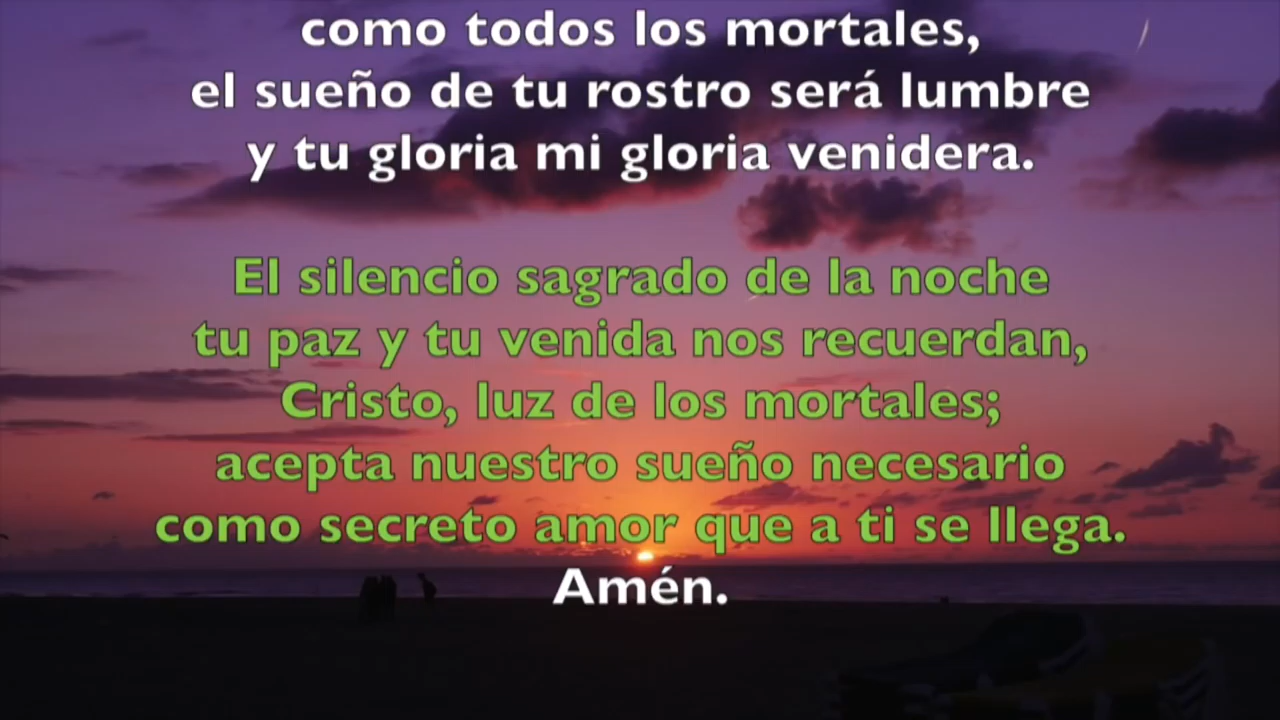 como todos los mortales,
el sueño de tu rostro será lumbre
y tu gloria mi gloria venidera.
El silencio sagrado de la noche
tu paz y tu venida nos recuerdan,
Cristo, luz de los mortales;
acepta nuestro sueño necesario
como secreto amor que a ti se llega.
Amén.